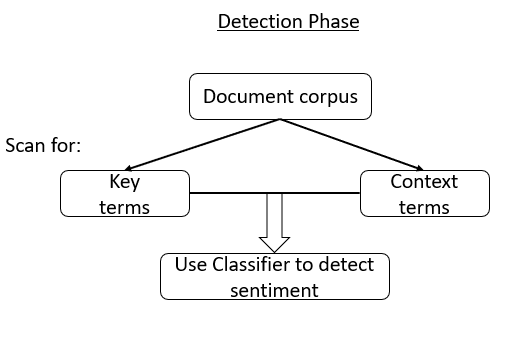 Detection Phase
Document corpus
Scan for:
Key
terms
Context
terms
Use Classifier to detect
sentiment